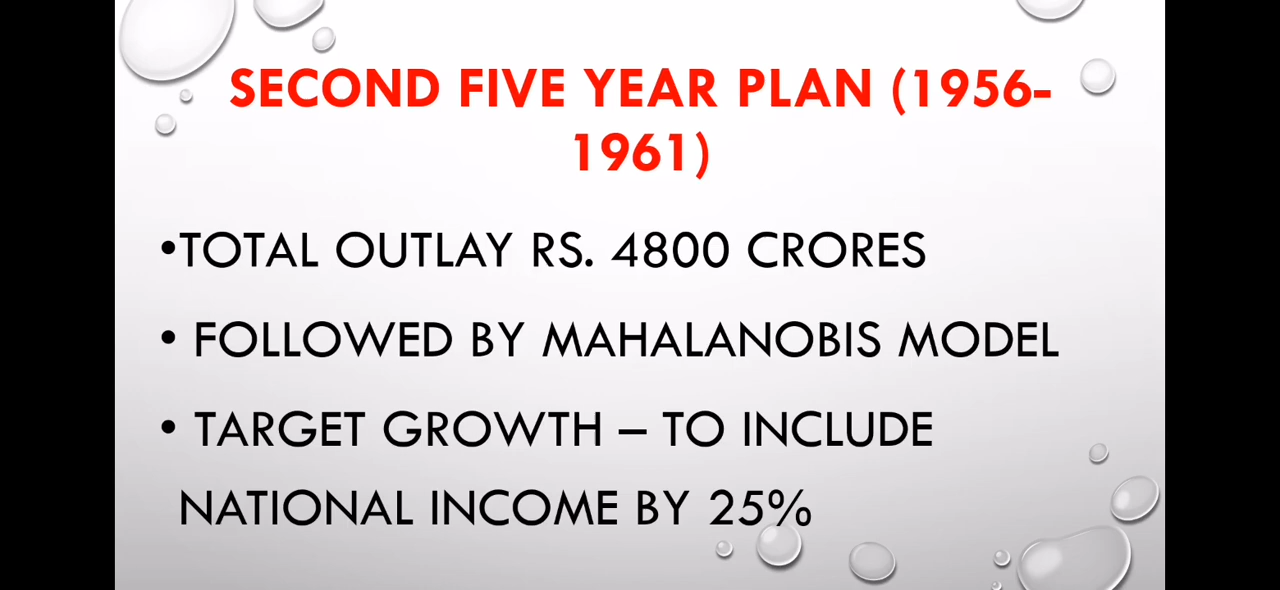 SECOND FIVE YEAR PLAN (1956-
1961)
•TOTAL OUTLAY RS. 4800 CRORES
• FOLLOWED BY MAHALANOBIS MODEL
• TARGET GROWTH – TO INCLUDE
NATIONAL INCOME BY 25%